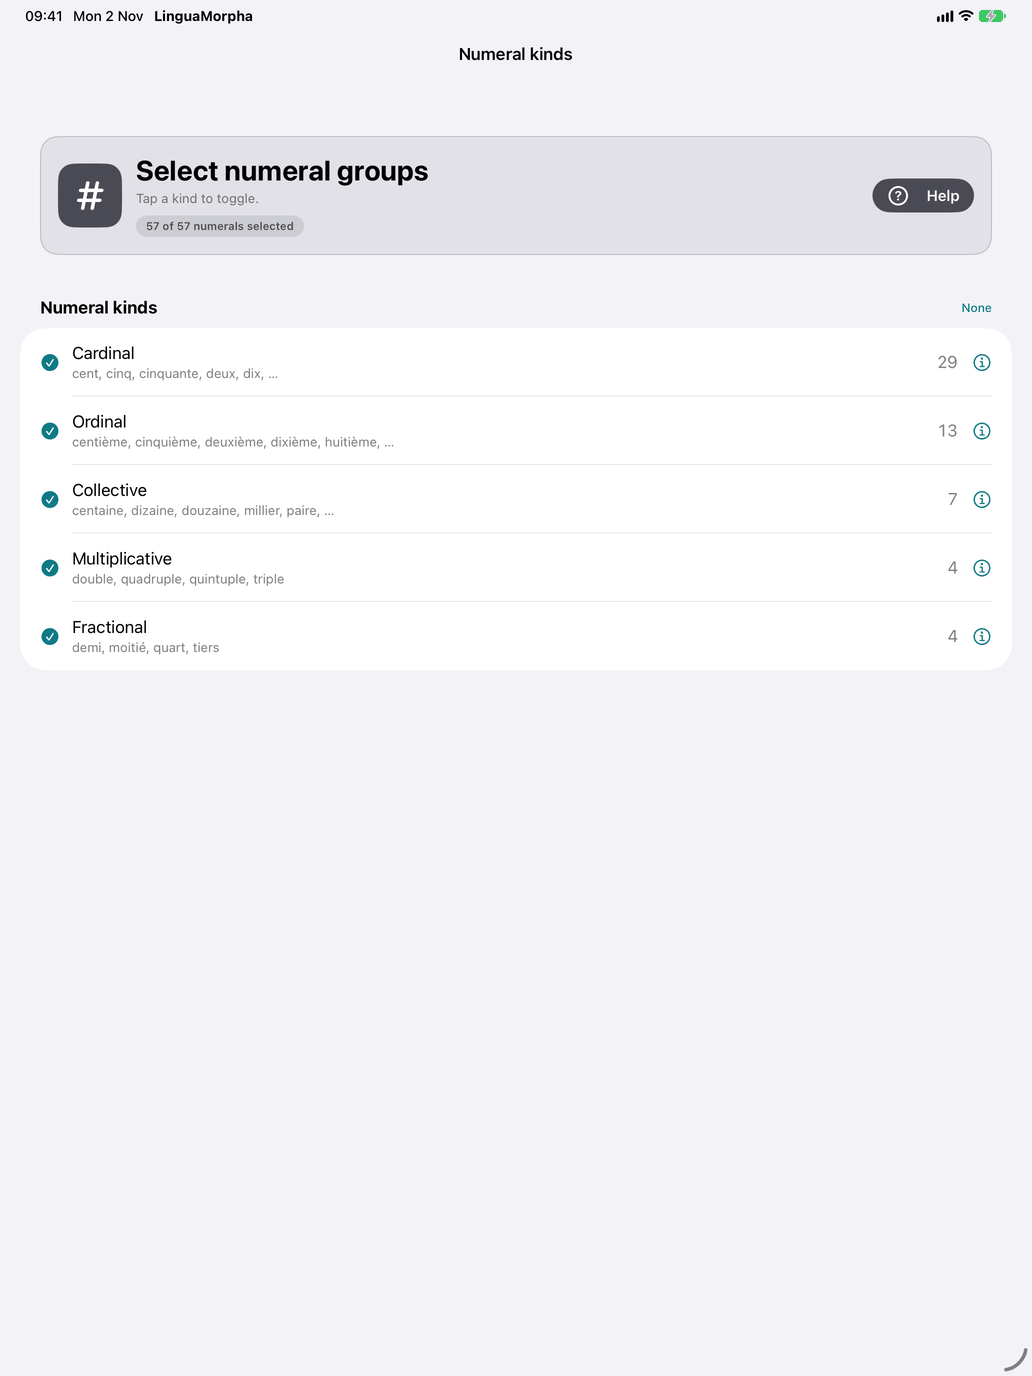 09:41 Mon 2 Nov LinguaMorpha
Numeral kinds
#
Select numeral groups
Tap a kind to toggle.
57 of 57 numerals selected
? Help
Numeral kinds
None
Cardinal
cent, cinq, cinquante, deux, dix, ...
29
Ordinal
centième, cinquième, deuxième, dixième, huitième, ...
13
Collective
centaine, dizaine, douzaine, millier, paire, ...
7
Multiplicative
double, quadruple, quintuple, triple
4
Fractional
demi, moitié, quart, tiers
4